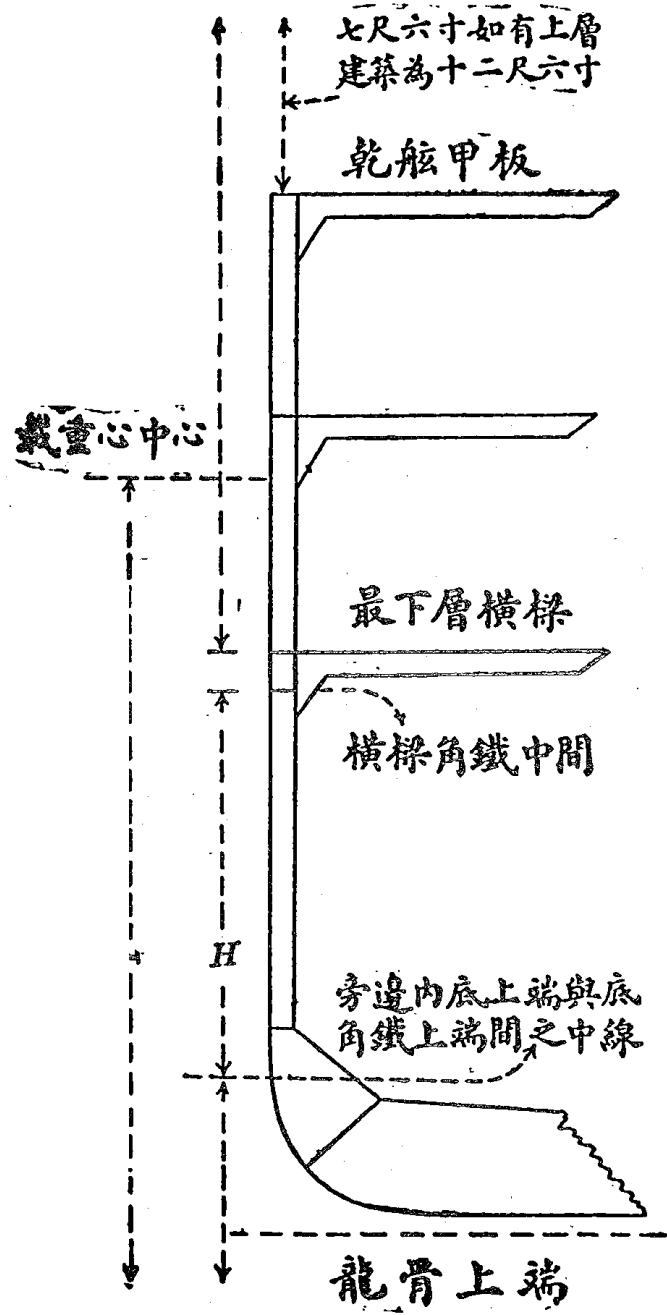 七尺六寸如有上層
建築為十二尺六寸
乾舷甲板
載重心中心
最下層橫樑
橫樑角鐵中間
H
旁邊內底上端與底
角鐵上端間之中線
龍骨上端